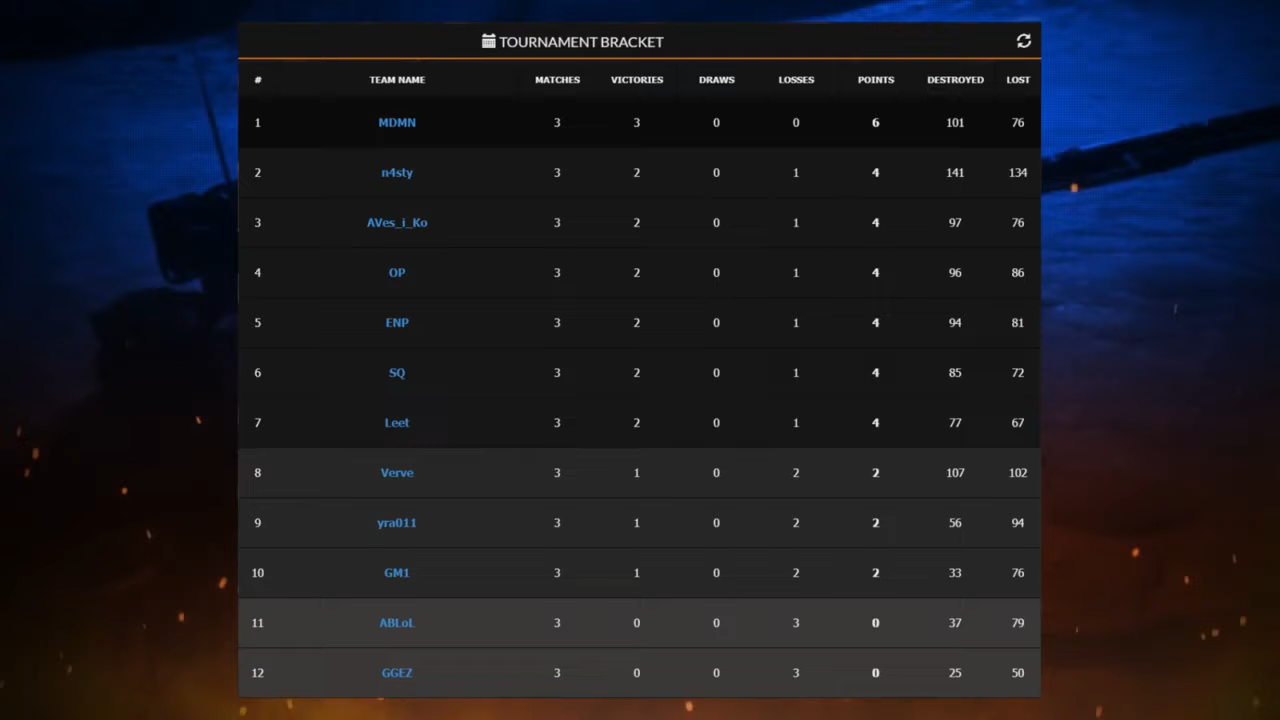 TOURNAMENT BRACKET
# TEAM NAME MATCHES VICTORIES DRAWS LOSSES POINTS DESTROYED LOST
1 MDMN 3 3 0 0 6 101 76
2 n4sty 3 2 0 1 4 141 134
3 AVes_i_Ko 3 2 0 1 4 97 76
4 OP 3 2 0 1 4 96 86
5 ENP 3 2 0 1 4 94 81
6 SQ 3 2 0 1 4 85 72
7 Leet 3 2 0 1 4 77 67
8 Verve 3 1 0 2 2 107 102
9 yra011 3 1 0 2 2 56 94
10 GM1 3 1 0 2 2 33 76
11 ABLoL 3 0 0 3 0 37 79
12 GGEZ 3 0 0 3 0 25 50